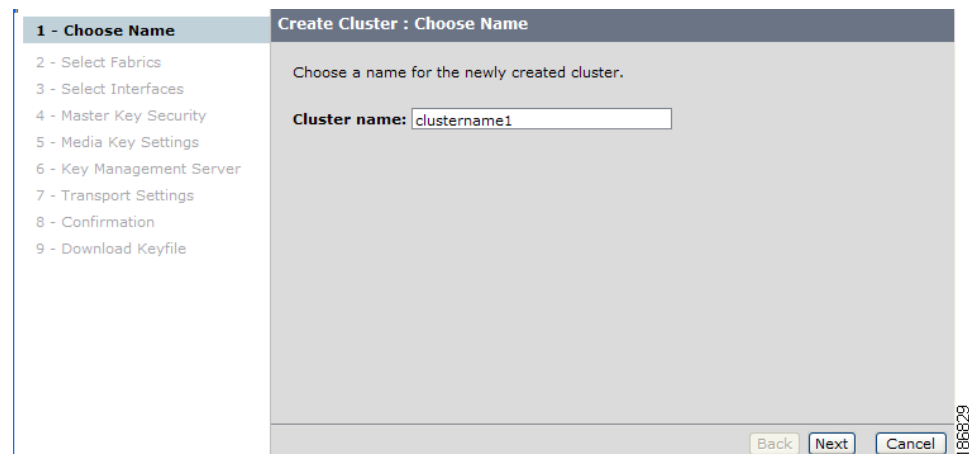 1 - Choose Name
2 - Select Fabrics
3 - Select Interfaces
4 - Master Key Security
5 - Media Key Settings
6 - Key Management Server
7 - Transport Settings
8 - Confirmation
9 - Download Keyfile
Create Cluster : Choose Name
Choose a name for the newly created cluster.
Cluster name: clustername1
Back Next Cancel
186829